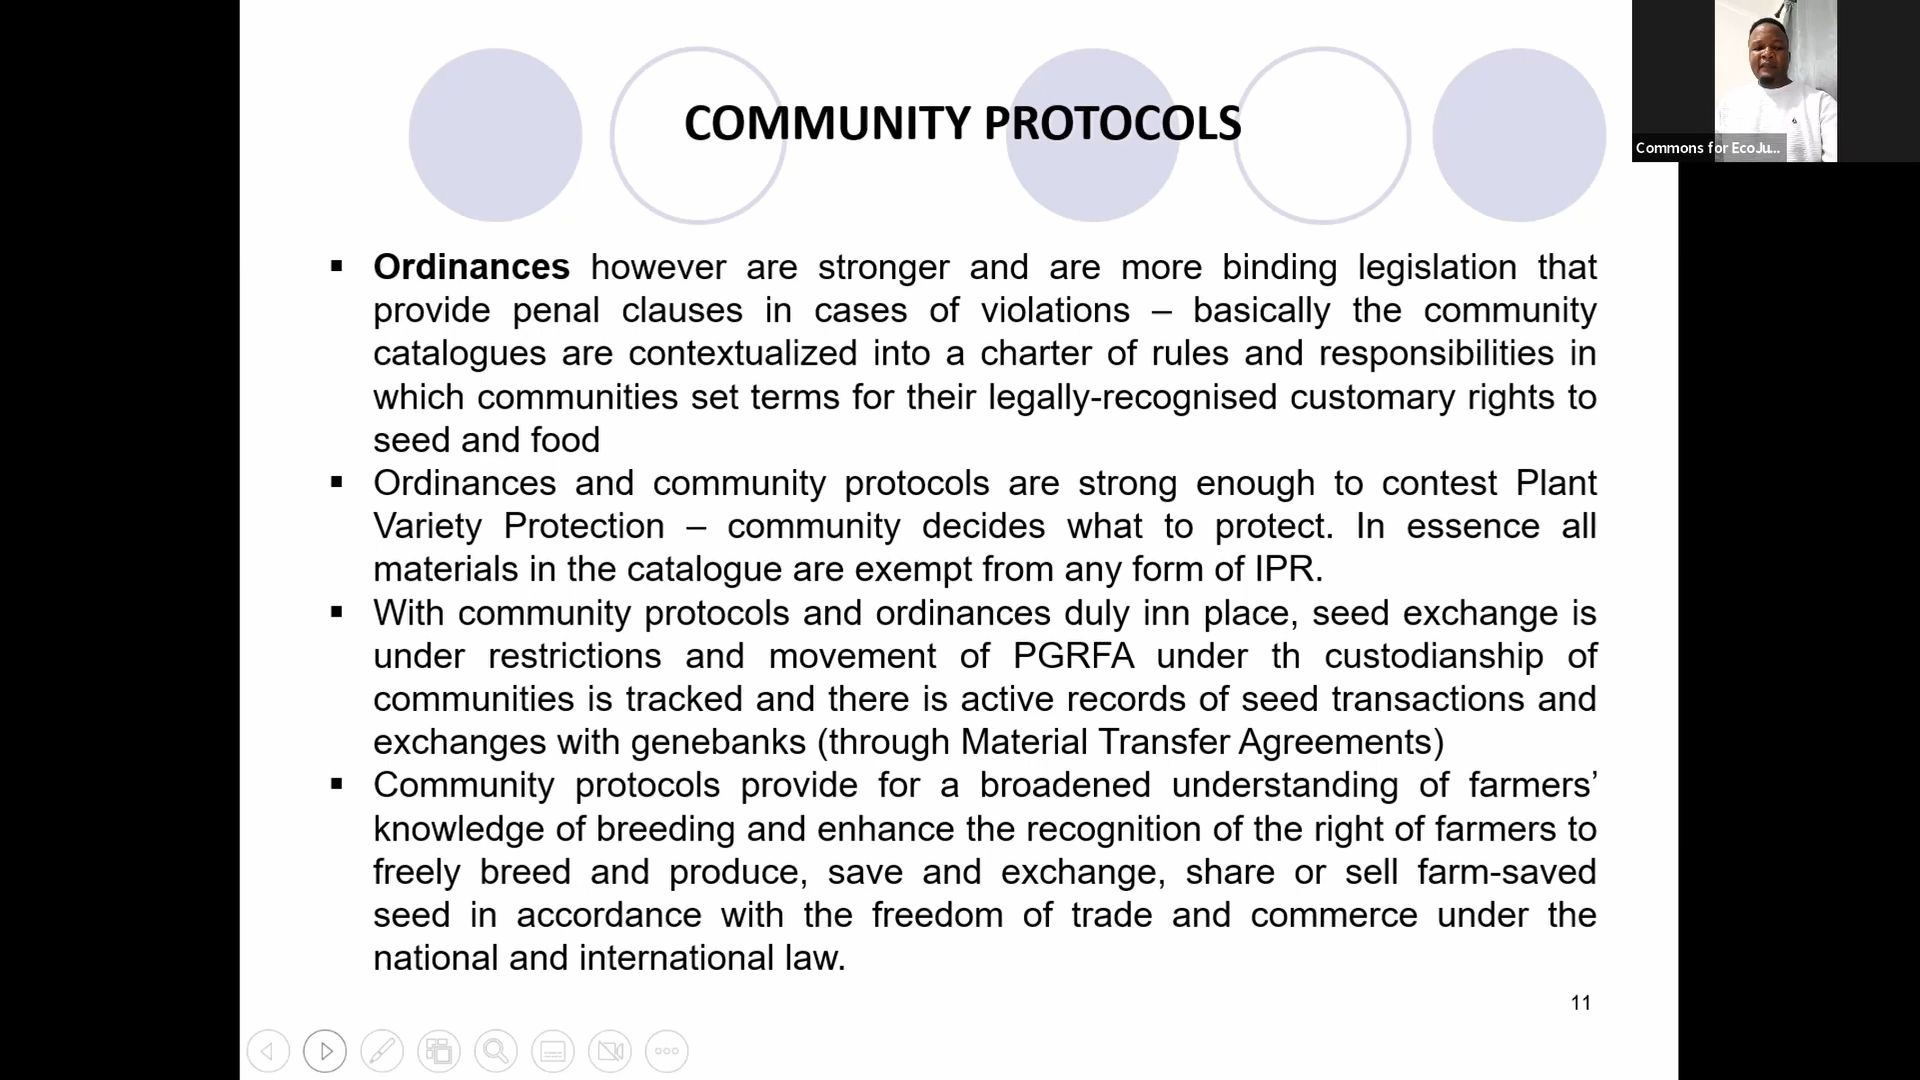 COMMUNITY PROTOCOLS
Commons for EcoJu...
▪ Ordinances however are stronger and are more binding legislation that
provide penal clauses in cases of violations – basically the community
catalogues are contextualized into a charter of rules and responsibilities in
which communities set terms for their legally-recognised customary rights to
seed and food
▪ Ordinances and community protocols are strong enough to contest Plant
Variety Protection – community decides what to protect. In essence all
materials in the catalogue are exempt from any form of IPR.
▪ With community protocols and ordinances duly inn place, seed exchange is
under restrictions and movement of PGRFA under th custodianship of
communities is tracked and there is active records of seed transactions and
exchanges with genebanks (through Material Transfer Agreements)
▪ Community protocols provide for a broadened understanding of farmers’
knowledge of breeding and enhance the recognition of the right of farmers to
freely breed and produce, save and exchange, share or sell farm-saved
seed in accordance with the freedom of trade and commerce under the
national and international law.
11